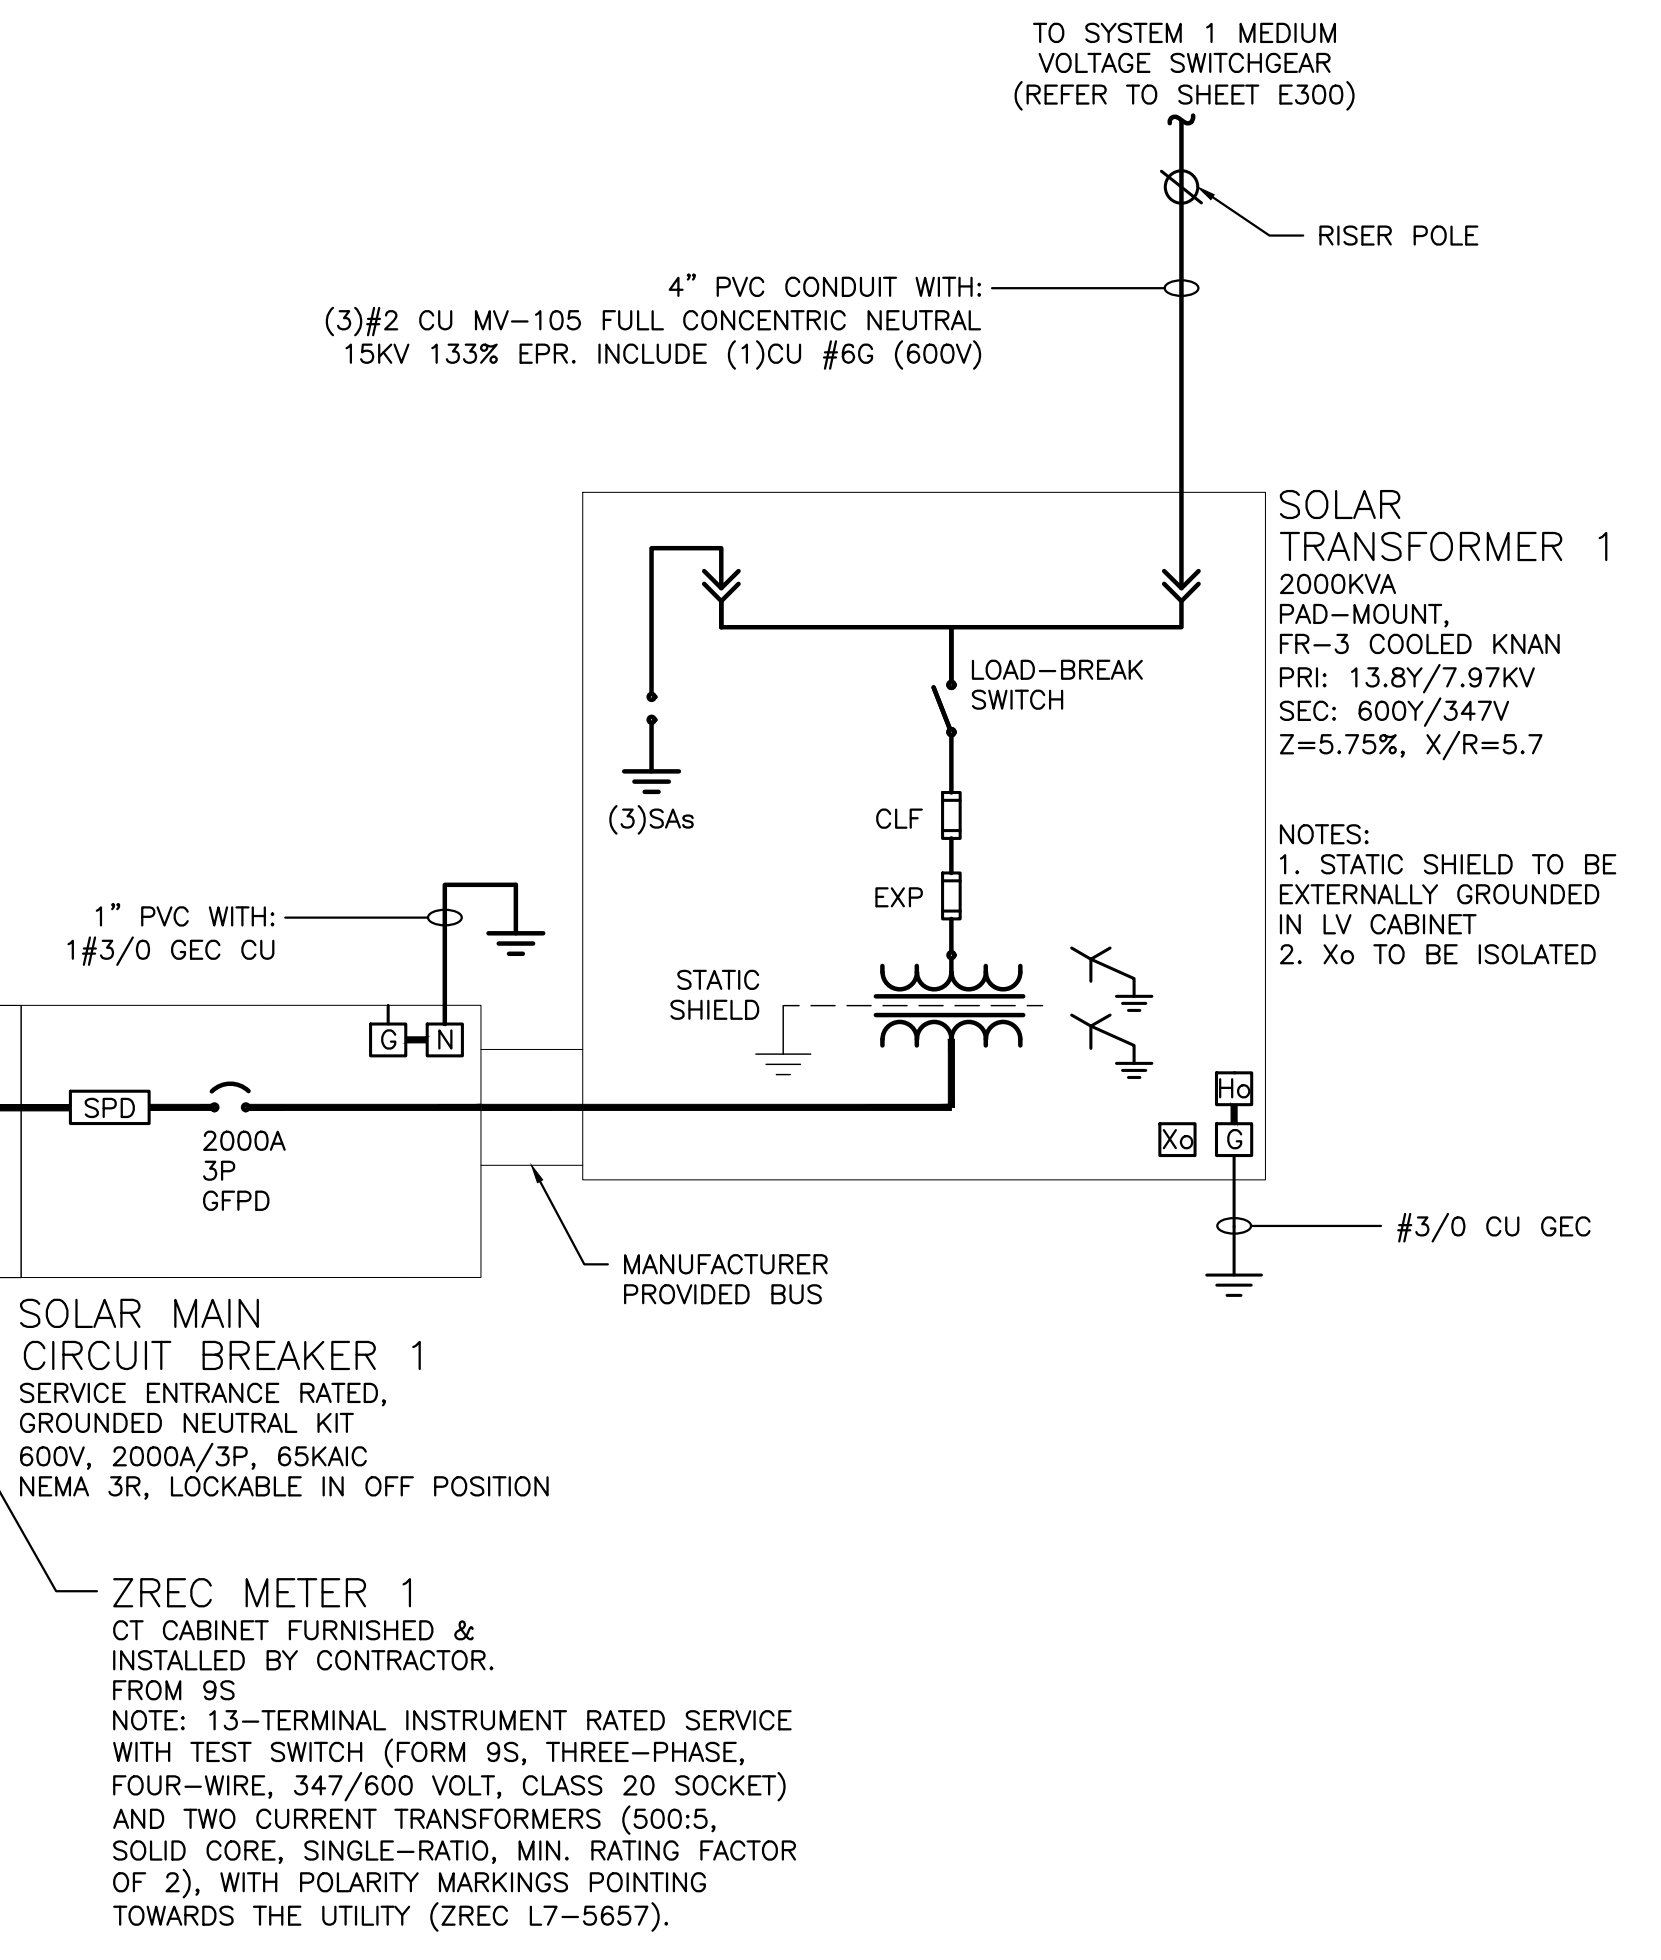 TO SYSTEM 1 MEDIUM
VOLTAGE SWITCHGEAR
(REFER TO SHEET E300)
RISER POLE
4" PVC CONDUIT WITH:
(3)#2 CU MV-105 FULL CONCENTRIC NEUTRAL
15KV 133% EPR. INCLUDE (1)CU #6G (600V)
SOLAR
TRANSFORMER 1
2000KVA
PAD-MOUNT,
FR-3 COOLED KNAN
PRI: 13.8Y/7.97KV
SEC: 600Y/347V
Z=5.75%, X/R=5.7
NOTES:
1. STATIC SHIELD TO BE
EXTERNALLY GROUNDED
IN LV CABINET
2. Xo TO BE ISOLATED
LOAD-BREAK
SWITCH
(3)SAs
CLF
EXP
STATIC
SHIELD
1" PVC WITH:
1#3/0 GEC CU
G
N
SPD
2000A
3P
GFPD
Ho
Xo
G
#3/0 CU GEC
MANUFACTURER
PROVIDED BUS
SOLAR MAIN
CIRCUIT BREAKER 1
SERVICE ENTRANCE RATED,
GROUNDED NEUTRAL KIT
600V, 2000A/3P, 65KAIC
NEMA 3R, LOCKABLE IN OFF POSITION
ZREC METER 1
CT CABINET FURNISHED &
INSTALLED BY CONTRACTOR.
FROM 9S
NOTE: 13-TERMINAL INSTRUMENT RATED SERVICE
WITH TEST SWITCH (FORM 9S, THREE-PHASE,
FOUR-WIRE, 347/600 VOLT, CLASS 20 SOCKET)
AND TWO CURRENT TRANSFORMERS (500:5,
SOLID CORE, SINGLE-RATIO, MIN. RATING FACTOR
OF 2), WITH POLARITY MARKINGS POINTING
TOWARDS THE UTILITY (ZREC L7-5657).